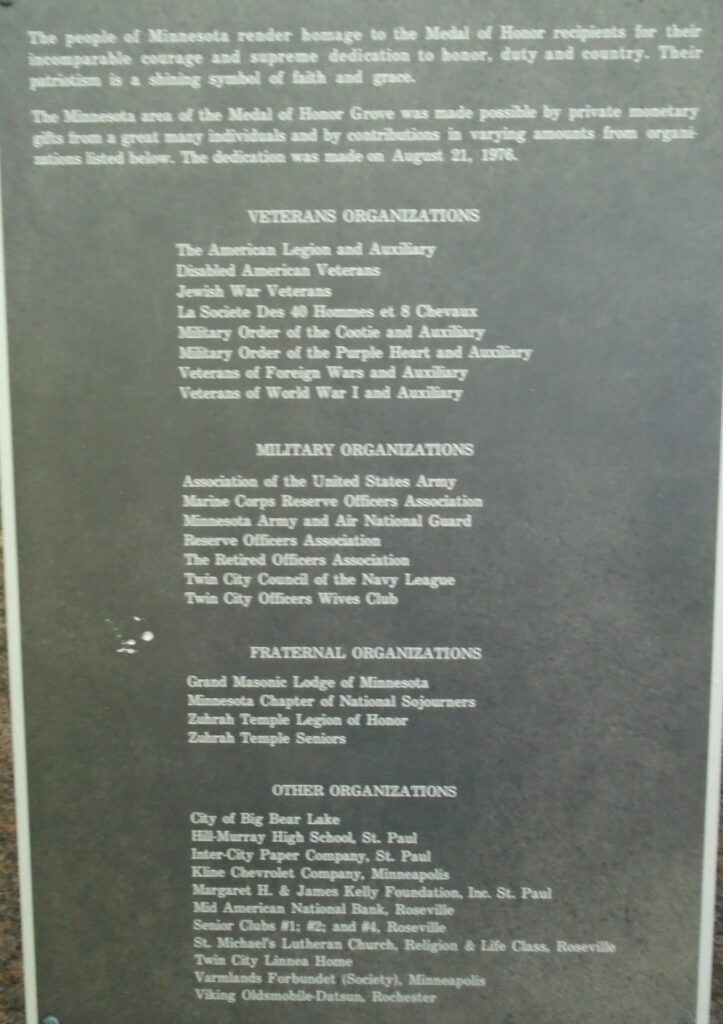 The people of Minnesota render homage to the Medal of Honor recipients for their
incomparable courage and supreme dedication to honor, duty and country. Their
patriotism is a shining symbol of faith and grace.
The Minnesota area of the Medal of Honor Grove was made possible by private monetary
gifts from a great many individuals and by contributions in varying amounts from organi-
zations listed below. The dedication was made on August 21, 1976.
VETERANS ORGANIZATIONS
The American Legion and Auxiliary
Disabled American Veterans
Jewish War Veterans
La Societe Des 40 Hommes et 8 Chevaux
Military Order of the Cootie and Auxiliary
Military Order of the Purple Heart and Auxiliary
Veterans of Foreign Wars and Auxiliary
Veterans of World War I and Auxiliary
MILITARY ORGANIZATIONS
Association of the United States Army
Marine Corps Reserve Officers Association
Minnesota Army and Air National Guard
Reserve Officers Association
The Retired Officers Association
Twin City Council of the Navy League
Twin City Officers Wives Club
FRATERNAL ORGANIZATIONS
Grand Masonic Lodge of Minnesota
Minnesota Chapter of National Sojourners
Zuhrah Temple Legion of Honor
Zuhrah Temple Seniors
OTHER ORGANIZATIONS
City of Big Bear Lake
Hill-Murray High School, St. Paul
Inter-City Paper Company, St. Paul
Kline Chevrolet Company, Minneapolis
Margaret H. & James Kelly Foundation, Inc. St. Paul
Mid American National Bank, Roseville
Senior Clubs #1; #2; and #4, Roseville
St. Michael's Lutheran Church, Religion & Life Class, Roseville
Twin City Linnea Home
Varmlands Forbundet (Society), Minneapolis
Viking Oldsmobile-Datsun, Rochester